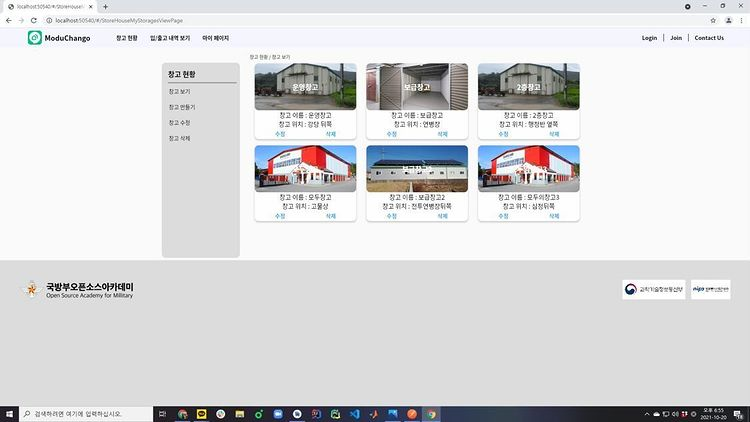 localhost:50540/#/StoreHouse
localhost:50540/#/StoreHouseMyStoragesViewPage
ModuChango
창고 현황
입/출고 내역 보기
마이 페이지
Login
Join
Contact Us
창고 현황 / 창고 보기
창고 현황
창고 보기
창고 만들기
창고 수정
창고 삭제
운영창고
창고 이름 : 운영창고
창고 위치 : 강당 뒤쪽
수정 삭제
보급창고
창고 이름 : 보급창고
창고 위치 : 연병장
수정 삭제
2층창고
창고 이름 : 2층창고
창고 위치 : 행정반 옆쪽
수정 삭제
창고 이름 : 모두창고
창고 위치 : 고물상
수정 삭제
창고 이름 : 보급창고2
창고 위치 : 전투연병장뒤쪽
수정 삭제
창고 이름 : 모두의창고3
창고 위치 : 삼정뒤쪽
수정 삭제
국방부오픈소스아카데미
Open Source Academy for Military
과학기술정보통신부
nipa
검색하려면 여기에 입력하십시오.
오후 6:55
2021-10-20